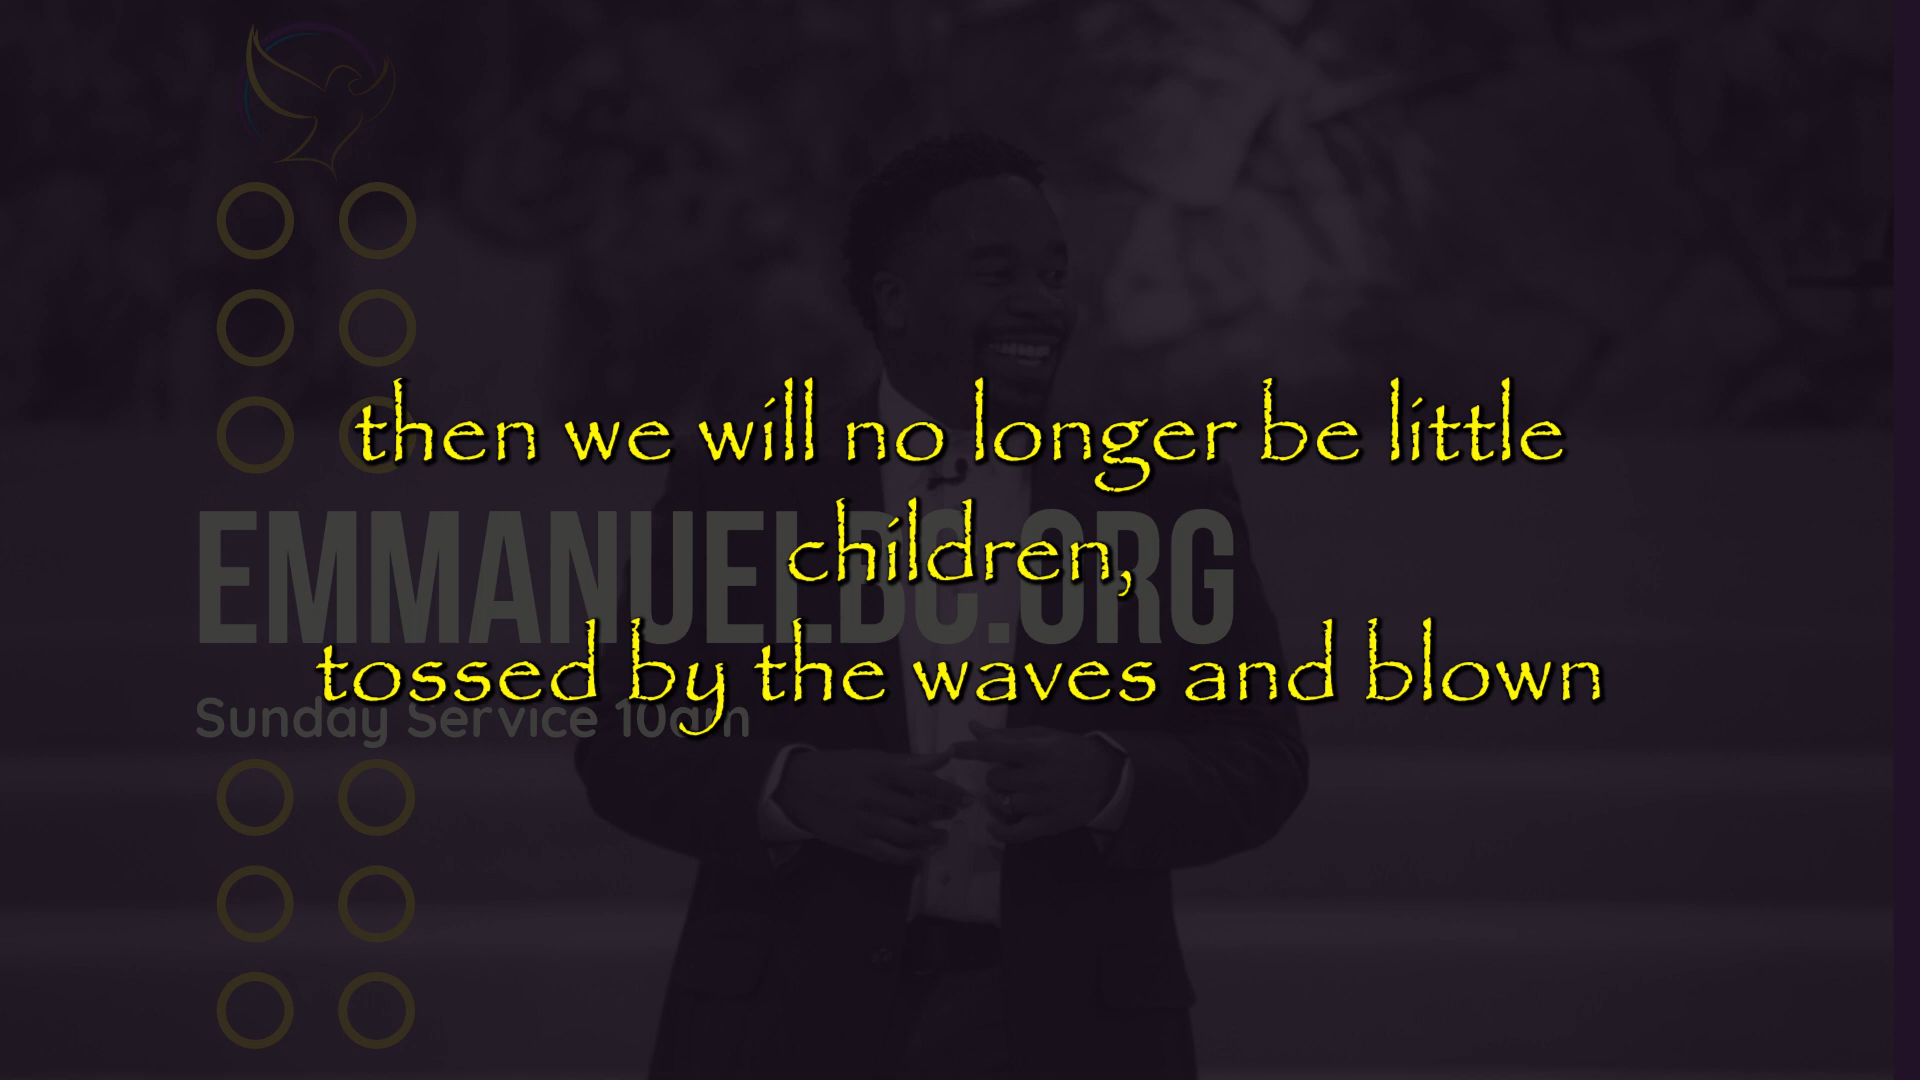 then we will no longer be little
children,
EMMANUELBC.ORG
tossed by the waves and blown
Sunday Service 10am